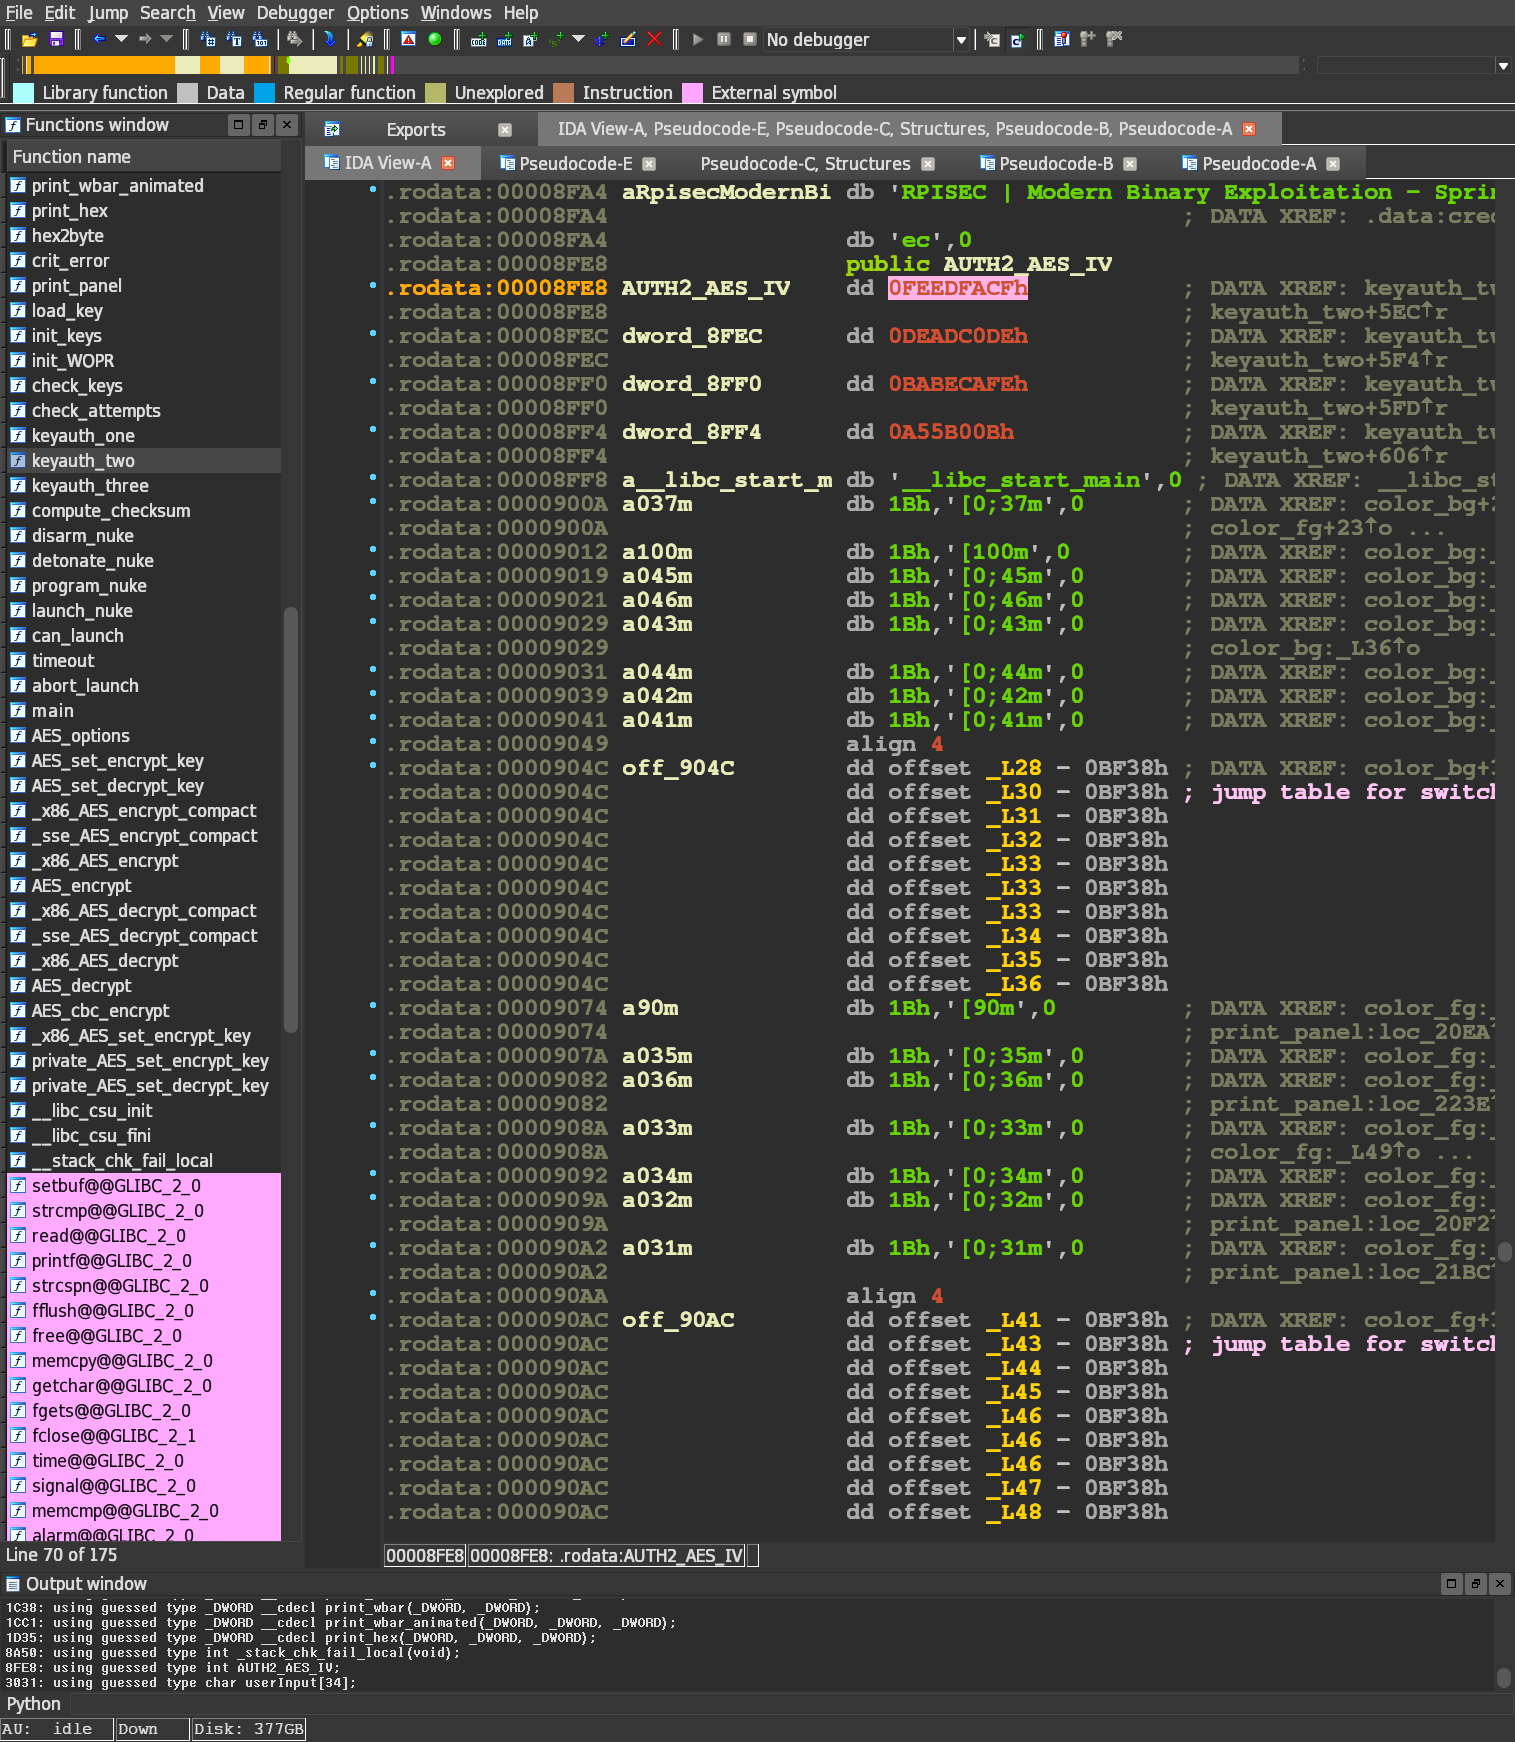 File Edit Jump Search View Debugger Options Windows Help
No debugger
Library function Data Regular function Unexplored Instruction External symbol
Functions window
Function name
print_wbar_animated
print_hex
hex2byte
crit_error
print_panel
load_key
init_keys
init_WOPR
check_keys
check_attempts
keyauth_one
keyauth_two
keyauth_three
compute_checksum
disarm_nuke
detonate_nuke
program_nuke
launch_nuke
can_launch
timeout
abort_launch
main
AES_options
AES_set_encrypt_key
AES_set_decrypt_key
_x86_AES_encrypt_compact
_sse_AES_encrypt_compact
_x86_AES_encrypt
AES_encrypt
_x86_AES_decrypt_compact
_sse_AES_decrypt_compact
_x86_AES_decrypt
AES_decrypt
AES_cbc_encrypt
_x86_AES_set_encrypt_key
private_AES_set_encrypt_key
private_AES_set_decrypt_key
__libc_csu_init
__libc_csu_fini
__stack_chk_fail_local
setbuf@@GLIBC_2_0
strcmp@@GLIBC_2_0
read@@GLIBC_2_0
printf@@GLIBC_2_0
strcspn@@GLIBC_2_0
fflush@@GLIBC_2_0
free@@GLIBC_2_0
memcpy@@GLIBC_2_0
getchar@@GLIBC_2_0
fgets@@GLIBC_2_0
fclose@@GLIBC_2_1
time@@GLIBC_2_0
signal@@GLIBC_2_0
memcmp@@GLIBC_2_0
alarm@@GLIBC_2_0
Line 70 of 175
Exports IDA View-A, Pseudocode-E, Pseudocode-C, Structures, Pseudocode-B, Pseudocode-A
IDA View-A Pseudocode-E Pseudocode-C, Structures Pseudocode-B Pseudocode-A
.rodata:00008FA4 aRpisecModernBi db 'RPISEC | Modern Binary Exploitation - Sprin
.rodata:00008FA4 ; DATA XREF: .data:cred
.rodata:00008FA4 db 'ec',0
.rodata:00008FE8 public AUTH2_AES_IV
.rodata:00008FE8 AUTH2_AES_IV dd 0FEEDFACFh ; DATA XREF: keyauth_tw
.rodata:00008FE8 ; keyauth_two+5EC↑r
.rodata:00008FEC dword_8FEC dd 0DEADC0DEh ; DATA XREF: keyauth_tw
.rodata:00008FEC ; keyauth_two+5F4↑r
.rodata:00008FF0 dword_8FF0 dd 0BABECAFEh ; DATA XREF: keyauth_tw
.rodata:00008FF0 ; keyauth_two+5FD↑r
.rodata:00008FF4 dword_8FF4 dd 0A55B00Bh ; DATA XREF: keyauth_tw
.rodata:00008FF4 ; keyauth_two+606↑r
.rodata:00008FF8 a__libc_start_m db '__libc_start_main',0 ; DATA XREF: __libc_st
.rodata:0000900A a037m db 1Bh,'[0;37m',0 ; DATA XREF: color_bg+2
.rodata:0000900A ; color_fg+23↑o ...
.rodata:00009012 a100m db 1Bh,'[100m',0 ; DATA XREF: color_bg:_
.rodata:00009019 a045m db 1Bh,'[0;45m',0 ; DATA XREF: color_bg:_
.rodata:00009021 a046m db 1Bh,'[0;46m',0 ; DATA XREF: color_bg:_
.rodata:00009029 a043m db 1Bh,'[0;43m',0 ; DATA XREF: color_bg:_
.rodata:00009029 ; color_bg:_L36↑o
.rodata:00009031 a044m db 1Bh,'[0;44m',0 ; DATA XREF: color_bg:_
.rodata:00009039 a042m db 1Bh,'[0;42m',0 ; DATA XREF: color_bg:_
.rodata:00009041 a041m db 1Bh,'[0;41m',0 ; DATA XREF: color_bg:_
.rodata:00009049 align 4
.rodata:0000904C off_904C dd offset _L28 - 0BF38h ; DATA XREF: color_bg+3
.rodata:0000904C dd offset _L30 - 0BF38h ; jump table for switch
.rodata:0000904C dd offset _L31 - 0BF38h
.rodata:0000904C dd offset _L32 - 0BF38h
.rodata:0000904C dd offset _L33 - 0BF38h
.rodata:0000904C dd offset _L33 - 0BF38h
.rodata:0000904C dd offset _L33 - 0BF38h
.rodata:0000904C dd offset _L34 - 0BF38h
.rodata:0000904C dd offset _L35 - 0BF38h
.rodata:0000904C dd offset _L36 - 0BF38h
.rodata:00009074 a90m db 1Bh,'[90m',0 ; DATA XREF: color_fg:_
.rodata:00009074 ; print_panel:loc_20EA↑
.rodata:0000907A a035m db 1Bh,'[0;35m',0 ; DATA XREF: color_fg:_
.rodata:00009082 a036m db 1Bh,'[0;36m',0 ; DATA XREF: color_fg:_
.rodata:00009082 ; print_panel:loc_223E↑
.rodata:0000908A a033m db 1Bh,'[0;33m',0 ; DATA XREF: color_fg:_
.rodata:0000908A ; color_fg:_L49↑o ...
.rodata:00009092 a034m db 1Bh,'[0;34m',0 ; DATA XREF: color_fg:_
.rodata:0000909A a032m db 1Bh,'[0;32m',0 ; DATA XREF: color_fg:_
.rodata:0000909A ; print_panel:loc_20F2↑
.rodata:000090A2 a031m db 1Bh,'[0;31m',0 ; DATA XREF: color_fg:_
.rodata:000090A2 ; print_panel:loc_21BC↑
.rodata:000090AA align 4
.rodata:000090AC off_90AC dd offset _L41 - 0BF38h ; DATA XREF: color_fg+3
.rodata:000090AC dd offset _L43 - 0BF38h ; jump table for switch
.rodata:000090AC dd offset _L44 - 0BF38h
.rodata:000090AC dd offset _L45 - 0BF38h
.rodata:000090AC dd offset _L46 - 0BF38h
.rodata:000090AC dd offset _L46 - 0BF38h
.rodata:000090AC dd offset _L46 - 0BF38h
.rodata:000090AC dd offset _L47 - 0BF38h
.rodata:000090AC dd offset _L48 - 0BF38h
00008FE8 00008FE8: .rodata:AUTH2_AES_IV
Output window
1C38: using guessed type _DWORD __cdecl print_wbar(_DWORD, _DWORD);
1CC1: using guessed type _DWORD __cdecl print_wbar_animated(_DWORD, _DWORD, _DWORD);
1D35: using guessed type _DWORD __cdecl print_hex(_DWORD, _DWORD, _DWORD);
8A50: using guessed type int _stack_chk_fail_local(void);
8FE8: using guessed type int AUTH2_AES_IV;
3031: using guessed type char userInput[34];
Python
AU: idle Down Disk: 377GB